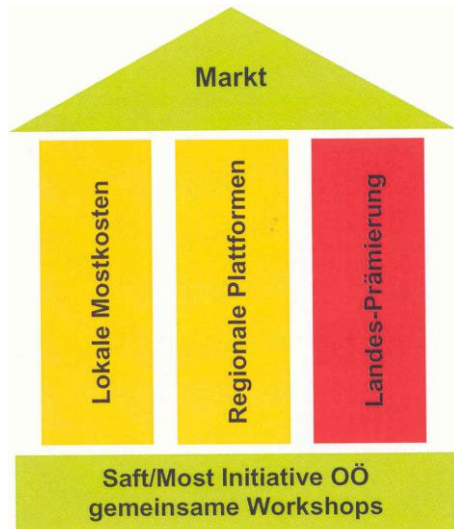 Markt
Lokale Mostkosten
Regionale Plattformen
Landes-Prämierung
Saft/Most Initiative OÖ
gemeinsame Workshops